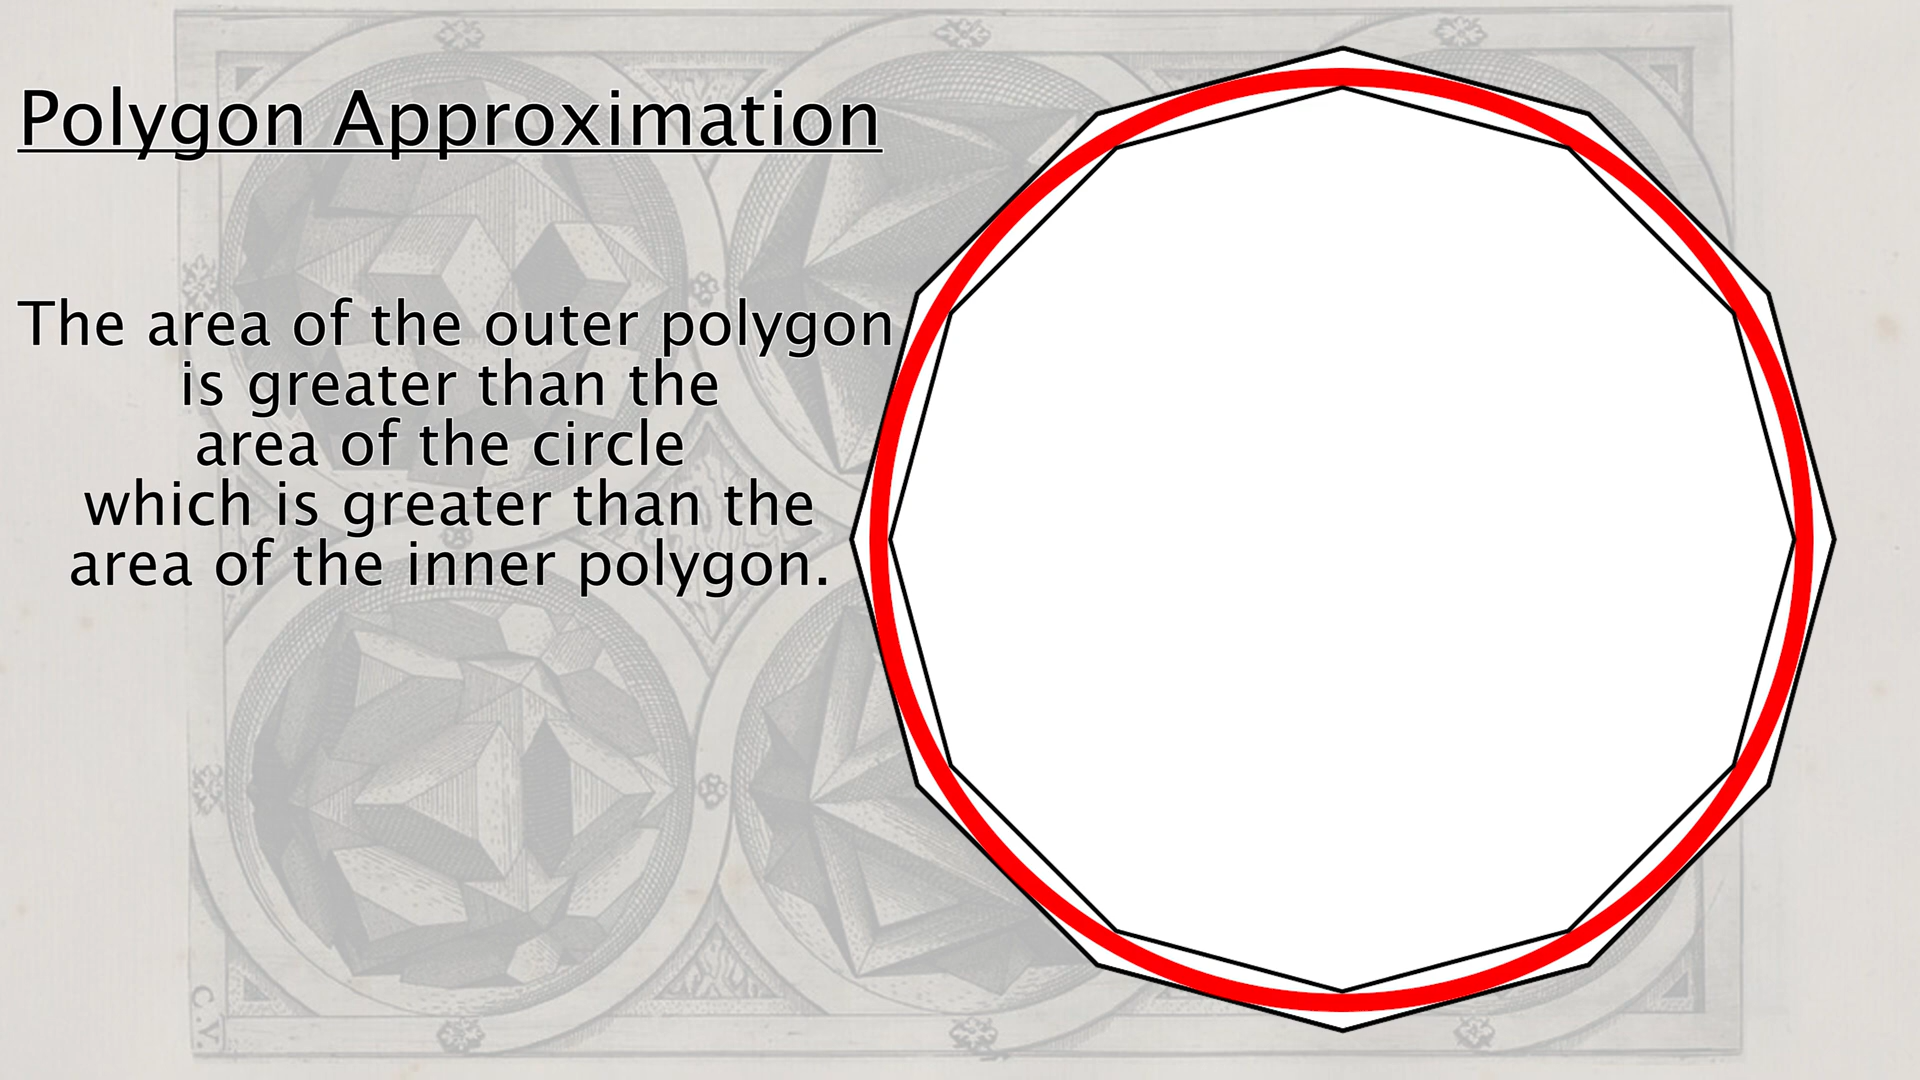 Polygon Approximation
The area of the outer polygon
is greater than the
area of the circle
which is greater than the
area of the inner polygon.
C.V.